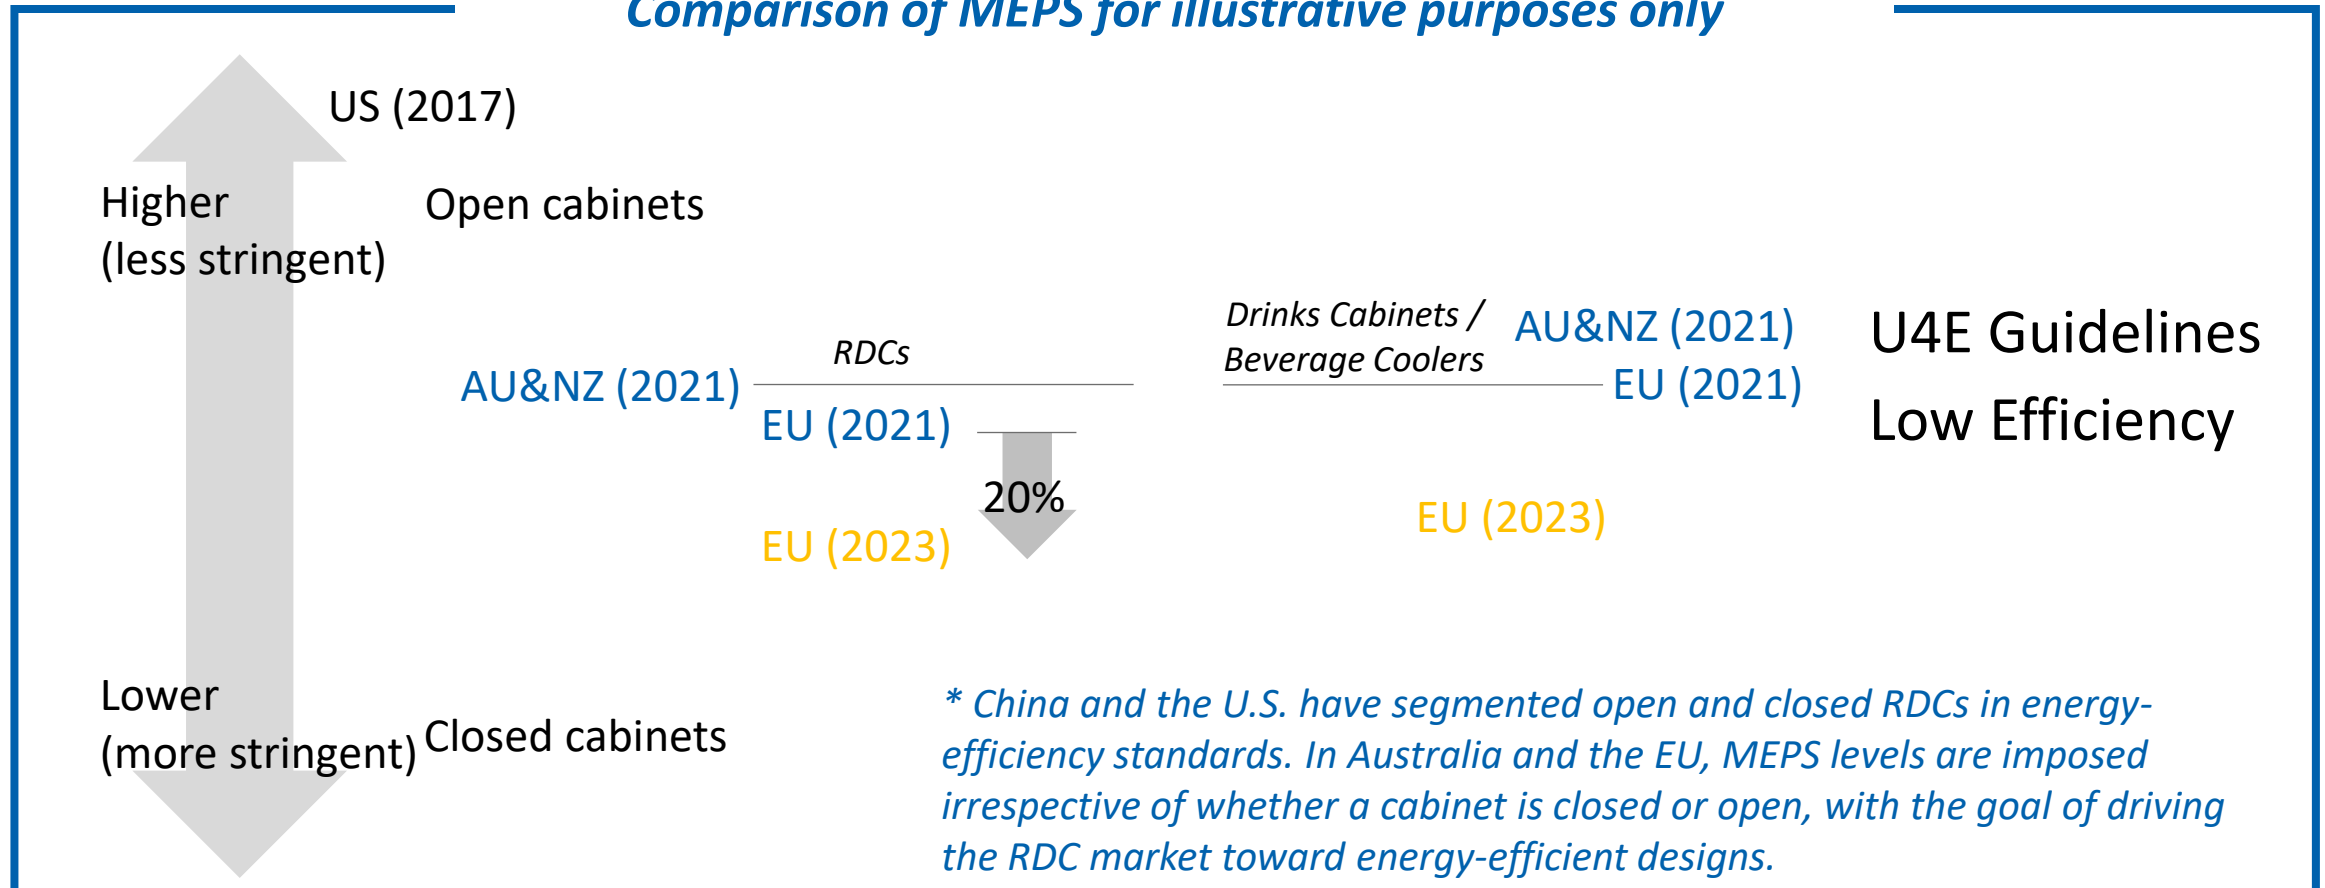 Comparison of MEPS for illustrative purposes only
US (2017)
Higher
(less stringent)
Open cabinets
RDCs
AU&NZ (2021)
EU (2021)
20%
EU (2023)
Drinks Cabinets /
Beverage Coolers
AU&NZ (2021)
EU (2021)
EU (2023)
U4E Guidelines
Low Efficiency
Lower
(more stringent)
Closed cabinets
* China and the U.S. have segmented open and closed RDCs in energy-
efficiency standards. In Australia and the EU, MEPS levels are imposed
irrespective of whether a cabinet is closed or open, with the goal of driving
the RDC market toward energy-efficient designs.